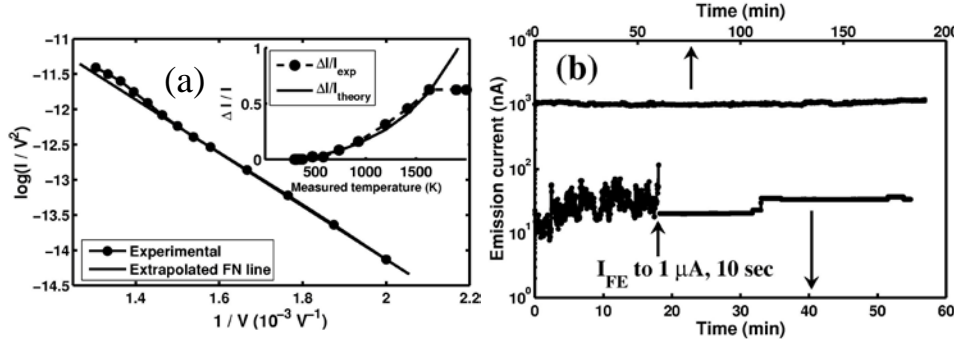 (a)
−11
−11.5
−12
−12.5
−13
−13.5
−14
−14.5
log(I / V²)
1.4
1.6
1.8
2
2.2
1 / V (10⁻³ V⁻¹)
Experimental
Extrapolated FN line
ΔI/I_exp
ΔI/I_theory
1
0.5
0
Δ I / I
500
1000
1500
Measured temperature (K)
Time (min)
0
50
100
150
200
(b)
10⁴
10³
10²
10¹
10⁰
Emission current (nA)
I_FE to 1 μA, 10 sec
0
10
20
30
40
50
60
Time (min)